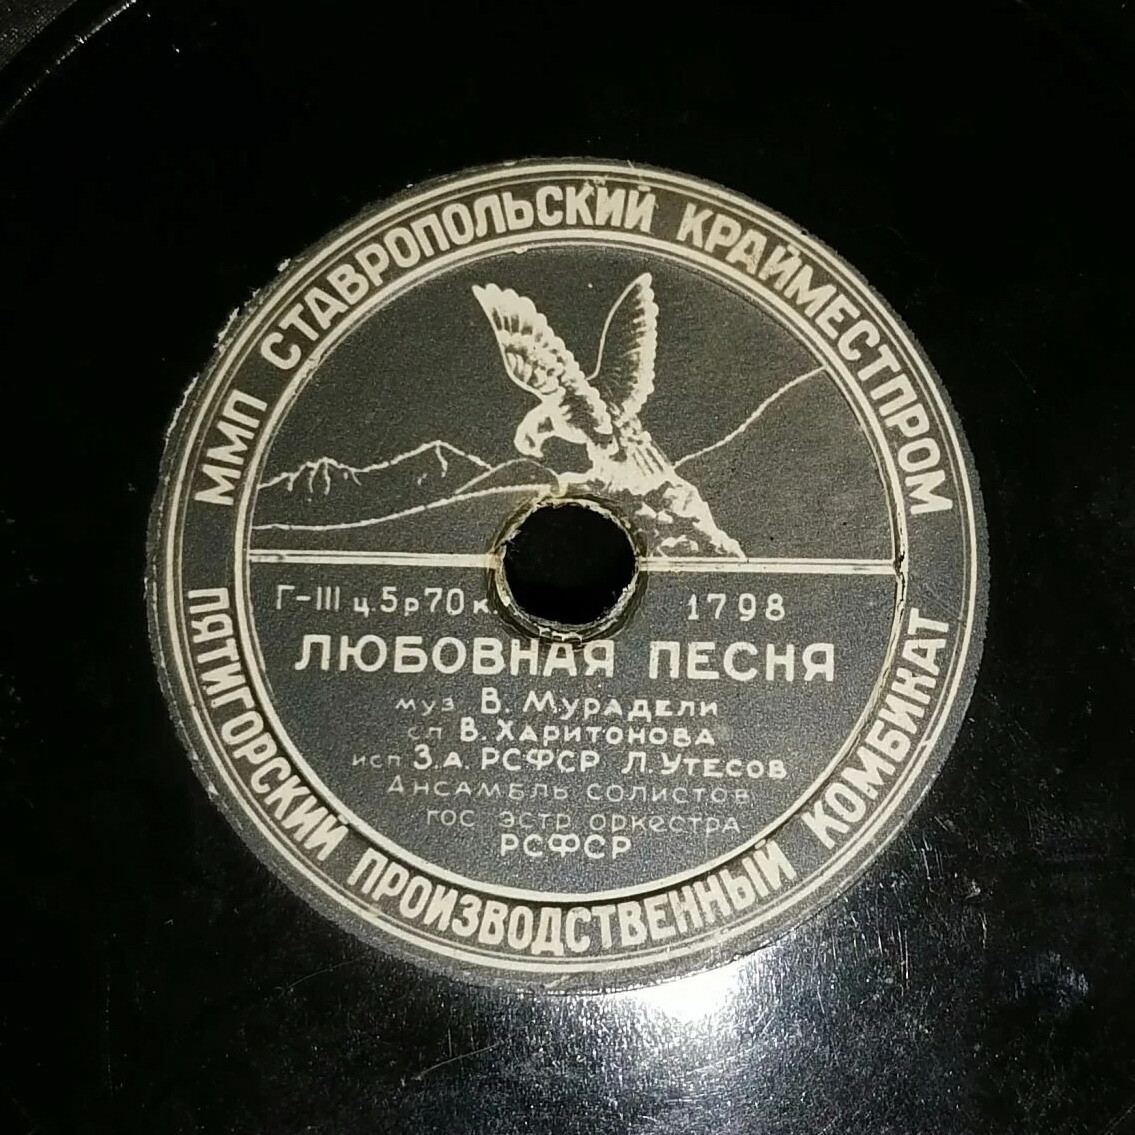 ММП СТАВРОПОЛЬСКИЙ КРАЙМЕСТПРОМ
Г-III ц. 5р70к
1798
ЛЮБОВНАЯ ПЕСНЯ
муз В. Мурадели
сл В. Харитонова
исп З.А. РСФСР Л. Утесов
Ансамбль солистов
гос эстр оркестра
РСФСР
ПЯТИГОРСКИЙ ПРОИЗВОДСТВЕННЫЙ КОМБИНАТ